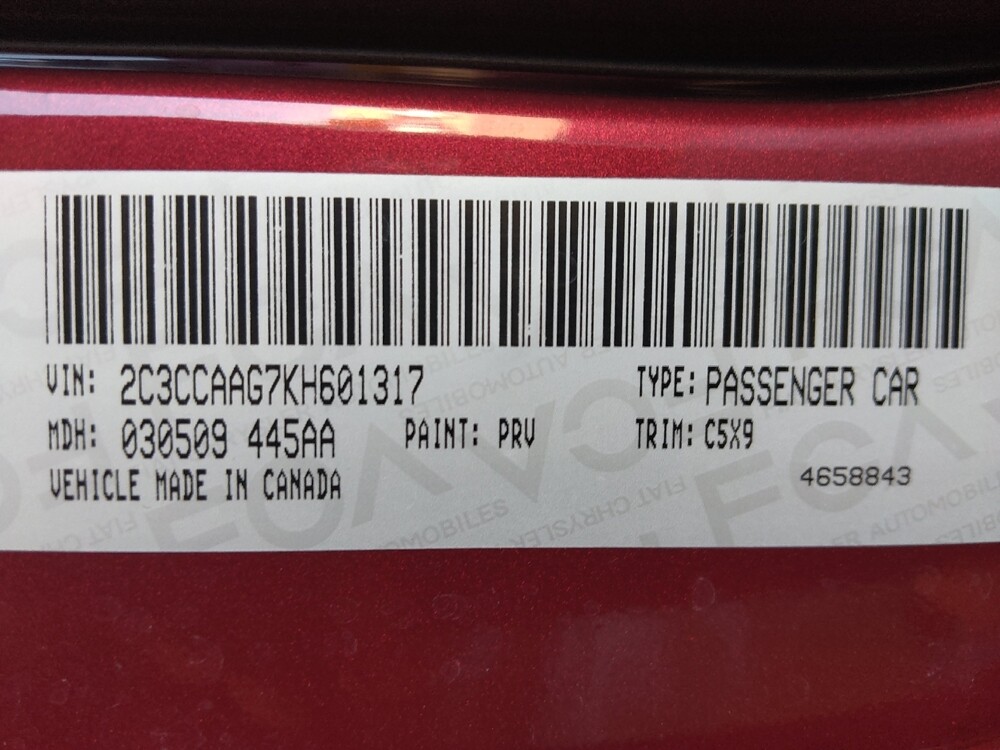 VIN: 2C3CCAAG7KH601317 TYPE: PASSENGER CAR
MDH: 030509 445AA PAINT: PRV TRIM: C5X9
VEHICLE MADE IN CANADA 4658843